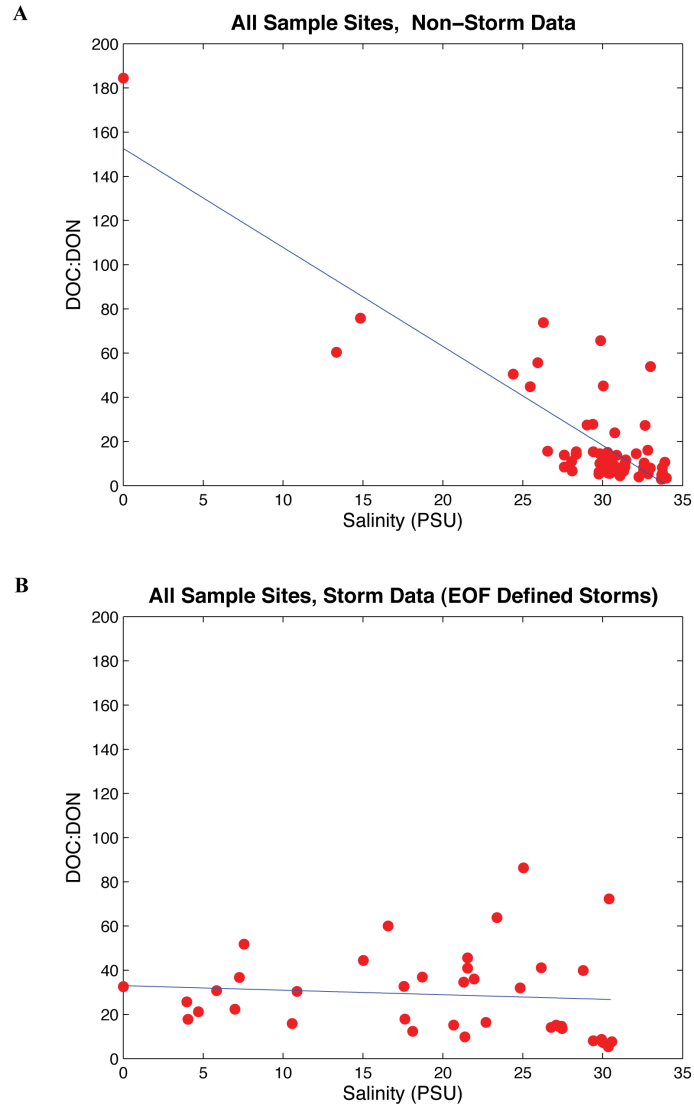 A
All Sample Sites,  Non−Storm Data
200
180
160
140
120
100
80
60
40
20
0
DOC:DON
0 5 10 15 20 25 30 35
Salinity (PSU)
B
All Sample Sites, Storm Data (EOF Defined Storms)
200
180
160
140
120
100
80
60
40
20
0
DOC:DON
0 5 10 15 20 25 30 35
Salinity (PSU)